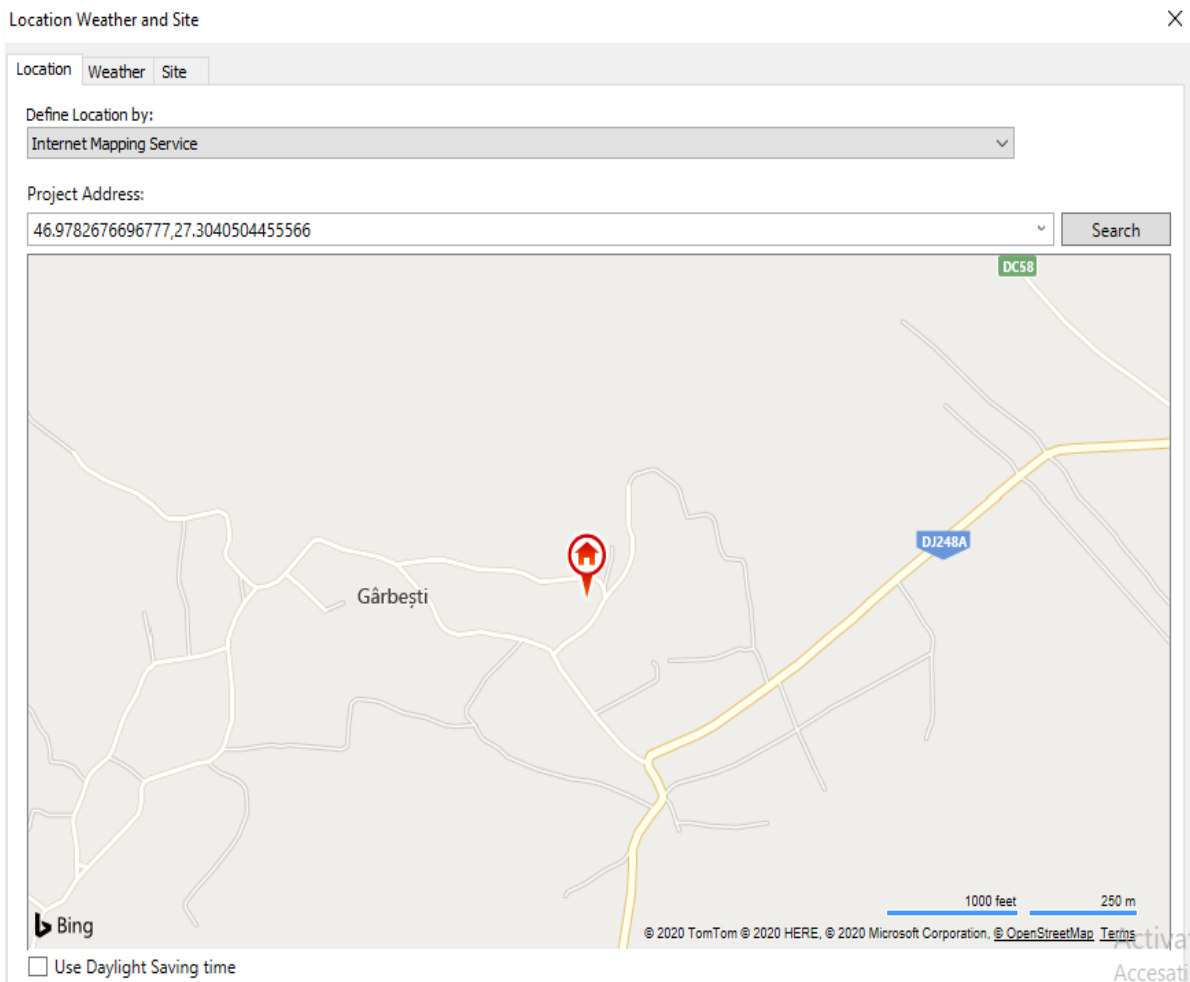 Location Weather and Site
Location Weather Site
Define Location by:
Internet Mapping Service
Project Address:
46.9782676696777,27.3040504455566
Search
DC58
DJ248A
Gârbești
1000 feet 250 m
Bing
© 2020 TomTom © 2020 HERE, © 2020 Microsoft Corporation, © OpenStreetMap Terms
Activa
Use Daylight Saving time
Accesati